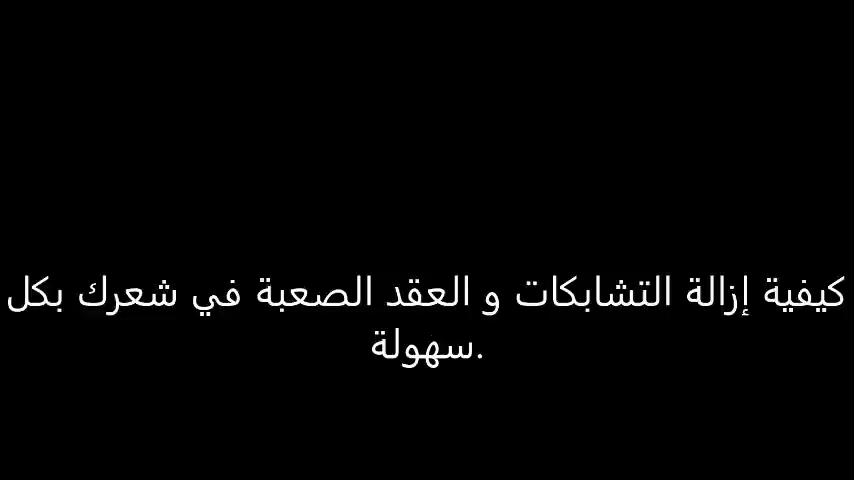 كيفية إزالة التشابكات و العقد الصعبة في شعرك بكل
سهولة.